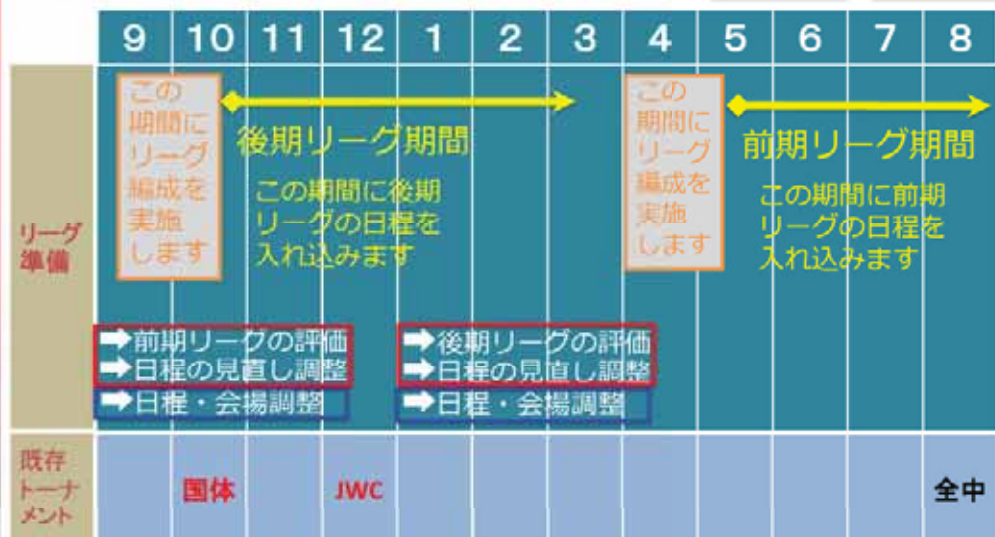 9 10 11 12 1 2 3 4 5 6 7 8
リーグ
準備
この
期間に
リーグ
編成を
実施
します
後期リーグ期間
この期間に後期
リーグの日程を
入れ込みます
この
期間に
リーグ
編成を
実施
します
前期リーグ期間
この期間に前期
リーグの日程を
入れ込みます
➡前期リーグの評価
➡日程の見直し調整
➡日程・会場調整
➡後期リーグの評価
➡日程の見直し調整
➡日程・会場調整
既存
トーナ
メント
国体
JWC
全中